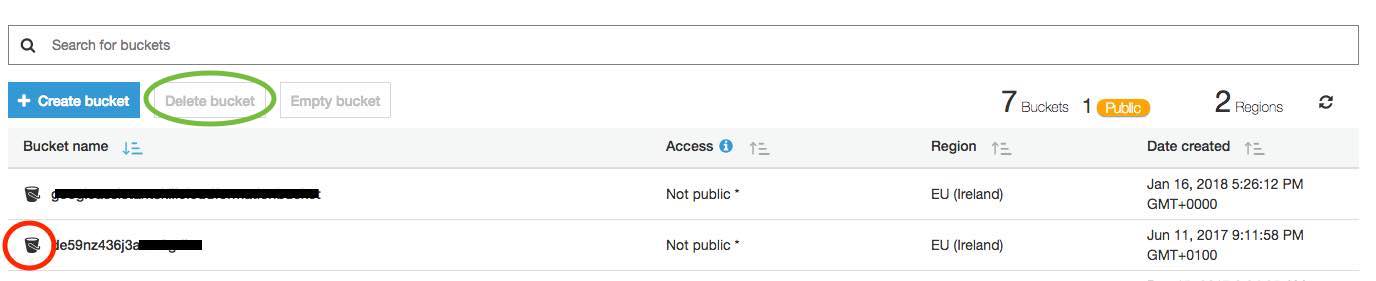 Search for buckets
+ Create bucket Delete bucket Empty bucket 7 Buckets 1 Public 2 Regions
Bucket name Access Region Date created
Not public * EU (Ireland) Jan 16, 2018 5:26:12 PM
GMT+0000
de59nz436j3a Not public * EU (Ireland) Jun 11, 2017 9:11:58 PM
GMT+0100